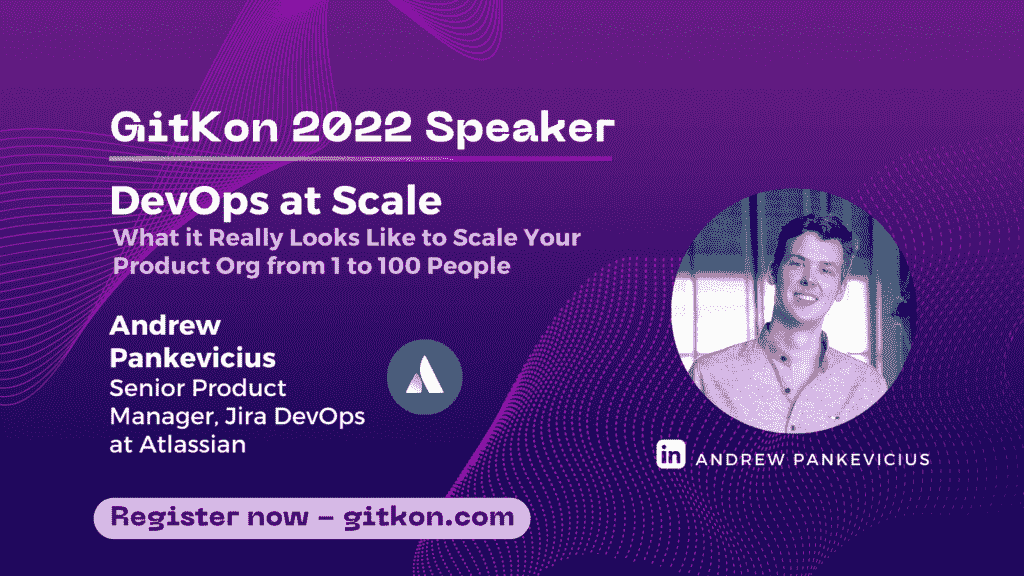 GitKon 2022 Speaker
DevOps at Scale
What it Really Looks Like to Scale Your
Product Org from 1 to 100 People
Andrew
Pankevicius
Senior Product
Manager, Jira DevOps
at Atlassian
in ANDREW PANKEVICIUS
Register now – gitkon.com